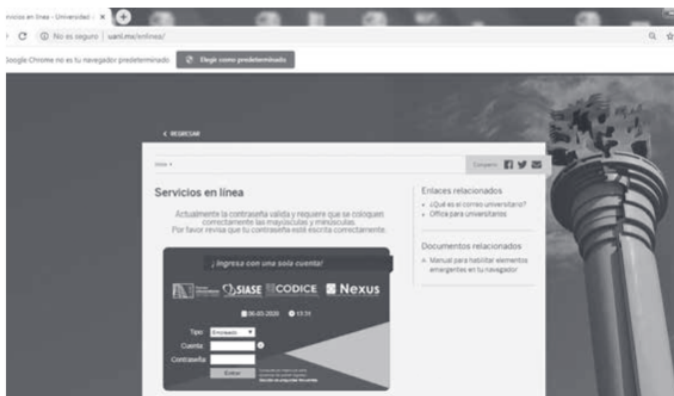 Servicios en línea - Universidad
No es seguro | uanl.mx/enlinea/
Google Chrome no es tu navegador predeterminado
Elegir como predeterminado
< REGRESAR
Inicio
Compartir
Servicios en línea
Actualmente la contraseña valida y requiere que se coloquen
correctamente las mayúsculas y minúsculas.
Por favor revisa que tu contraseña esté escrita correctamente.
¡Ingresa con una sola cuenta!
SIASE
CODICE
Nexus
06-03-2020 13:31
Tipo: Empleado
Cuenta:
Contraseña:
Entrar
Enlaces relacionados
¿Qué es el correo universitario?
Office para universitarios
Documentos relacionados
Manual para habilitar elementos
emergentes en tu navegador